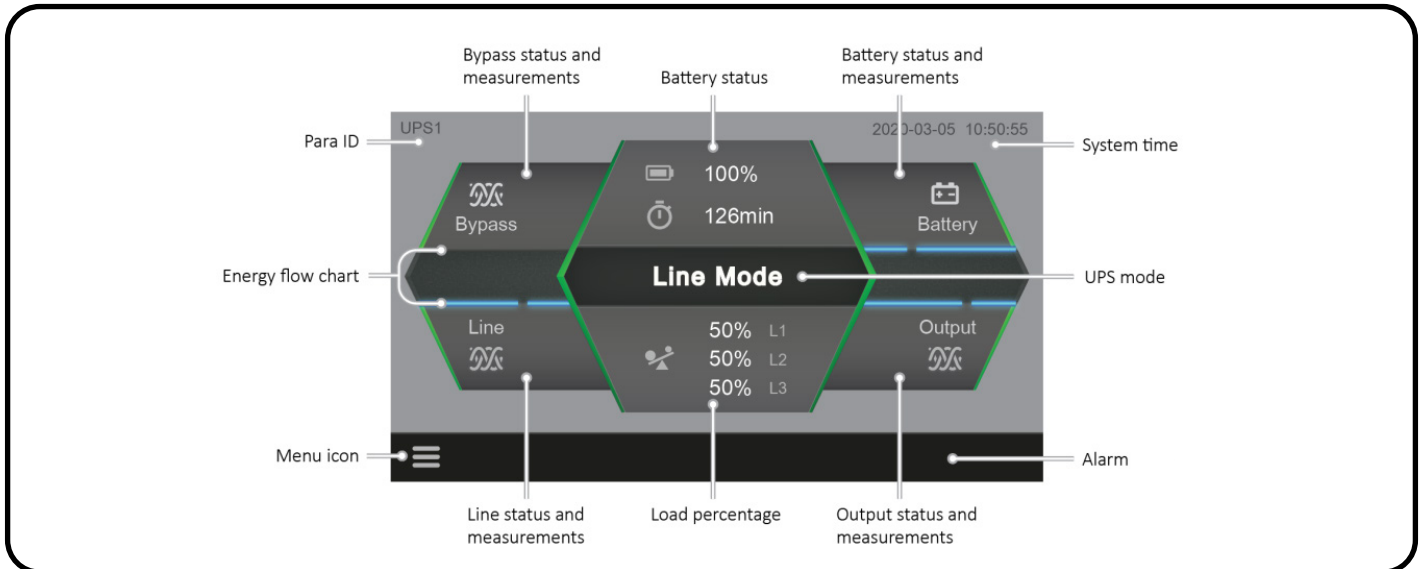 Bypass status and
measurements
Battery status
Battery status and
measurements
Para ID
UPS1
2020-03-05 10:50:55
System time
100%
126min
Bypass
Battery
Energy flow chart
Line Mode
UPS mode
Line
50% L1
50% L2
50% L3
Output
Menu icon
Alarm
Line status and
measurements
Load percentage
Output status and
measurements